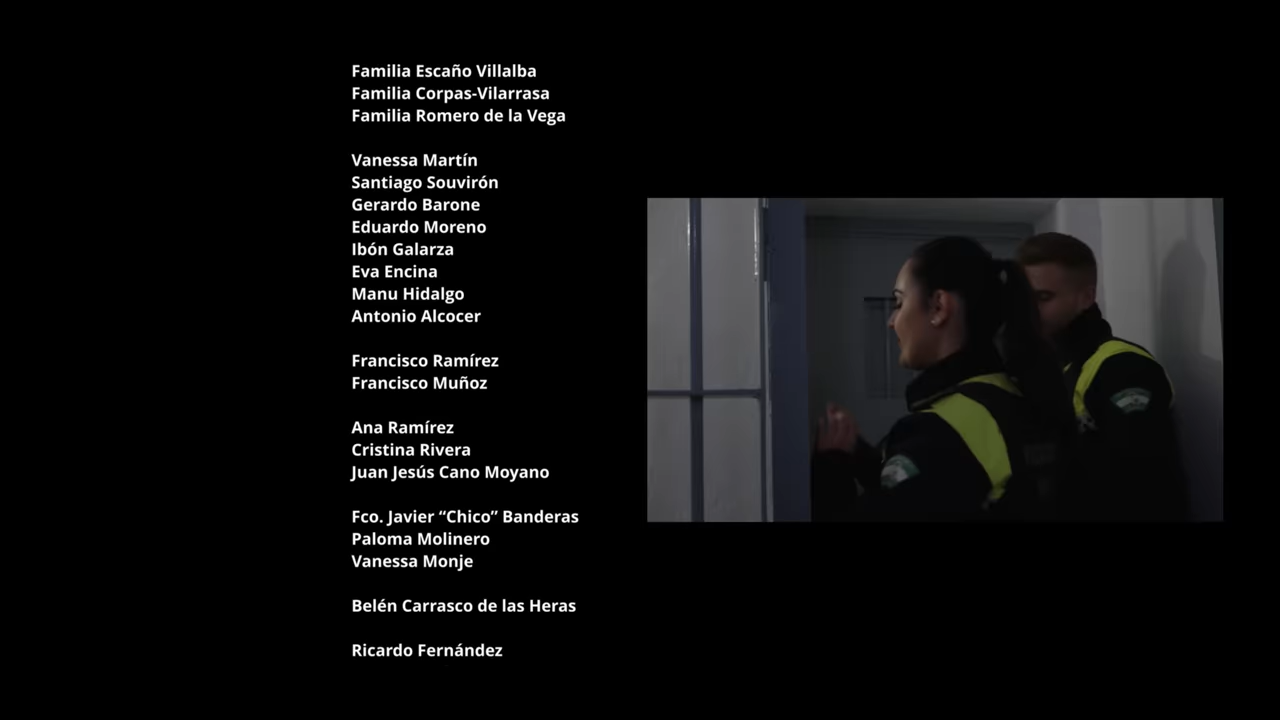 Familia Escaño Villalba
Familia Corpas-Vilarrasa
Familia Romero de la Vega
Vanessa Martín
Santiago Souvirón
Gerardo Barone
Eduardo Moreno
Ibón Galarza
Eva Encina
Manu Hidalgo
Antonio Alcocer
Francisco Ramírez
Francisco Muñoz
Ana Ramírez
Cristina Rivera
Juan Jesús Cano Moyano
Fco. Javier “Chico” Banderas
Paloma Molinero
Vanessa Monje
Belén Carrasco de las Heras
Ricardo Fernández